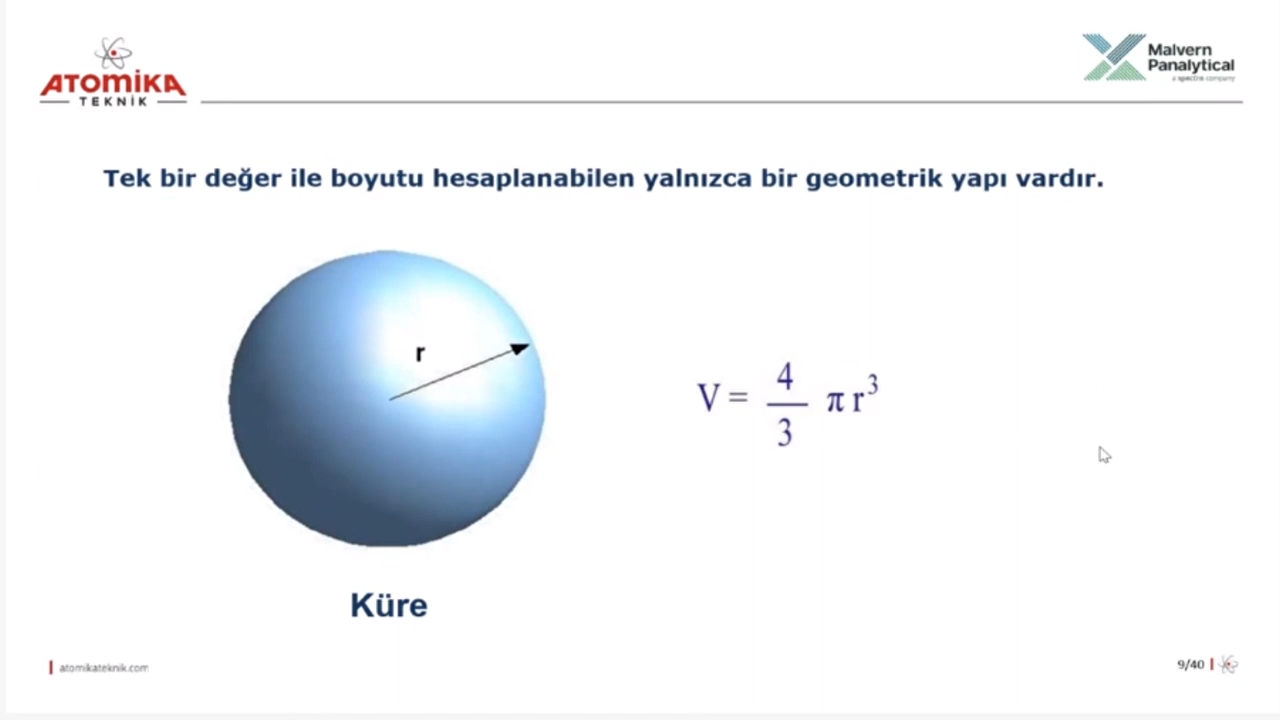 ATOMİKA
TEKNİK
Malvern
Panalytical
a spectris company
Tek bir değer ile boyutu hesaplanabilen yalnızca bir geometrik yapı vardır.
r
V = 4/3 π r³
Küre
atomikateknik.com
9/40